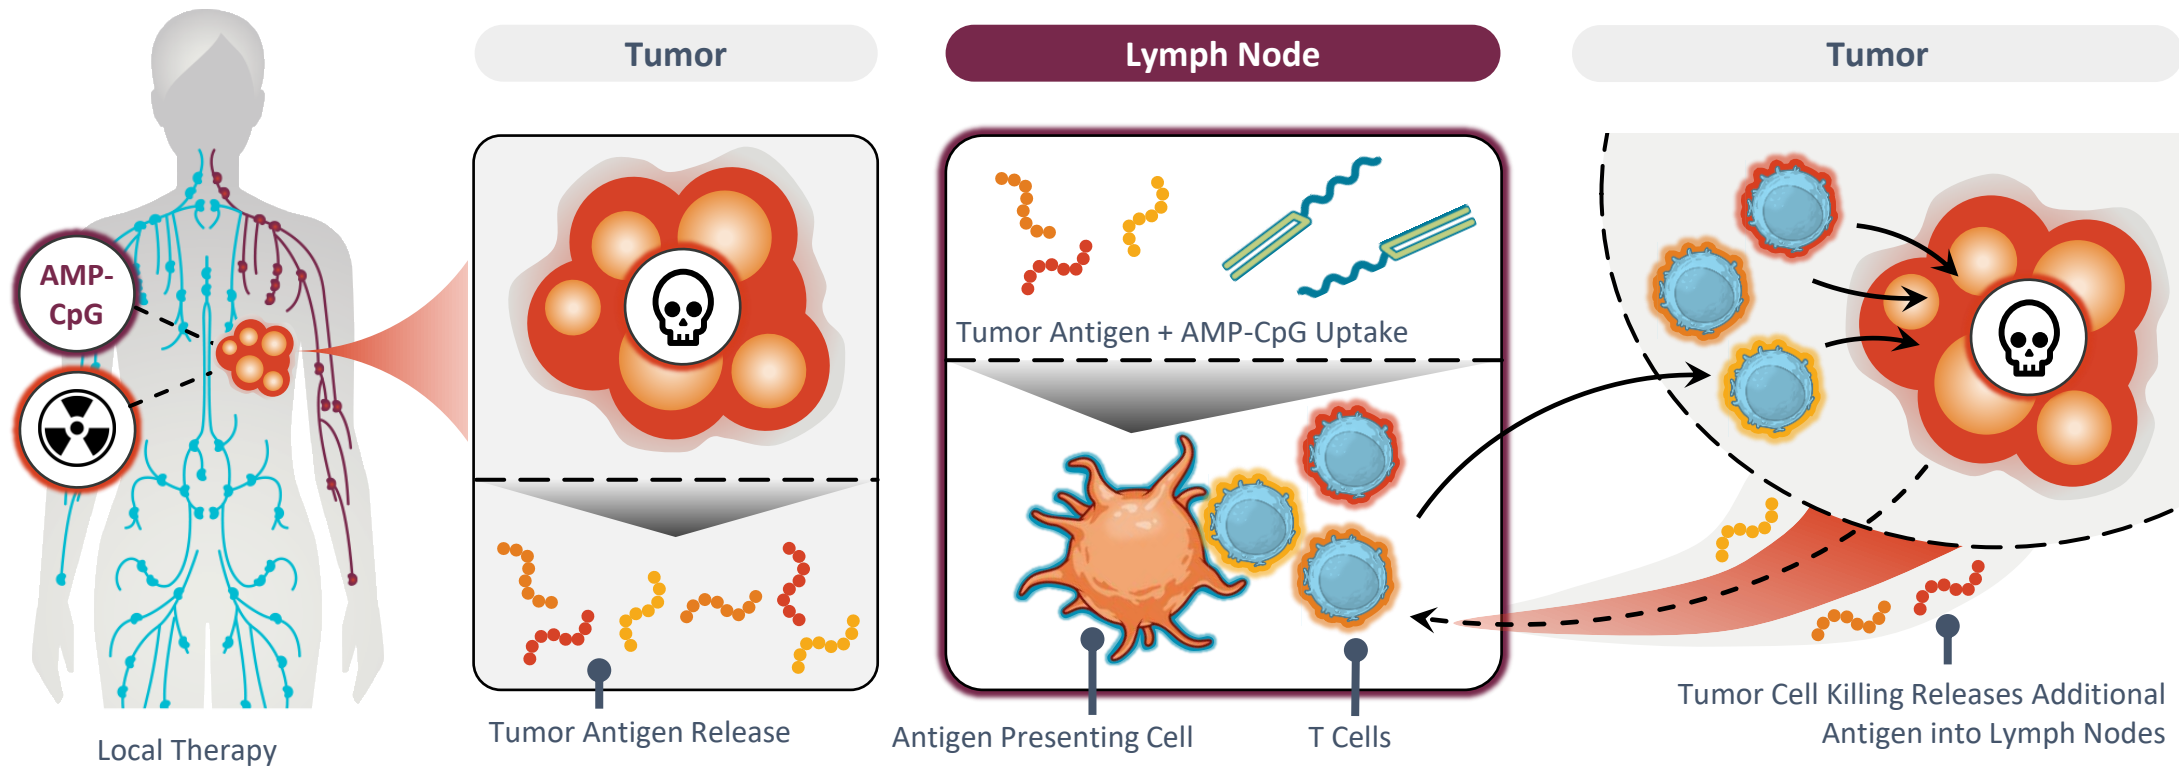 Tumor
Lymph Node
Tumor
AMP-
CpG
Tumor Antigen + AMP-CpG Uptake
Local Therapy
Tumor Antigen Release
Antigen Presenting Cell
T Cells
Tumor Cell Killing Releases Additional
Antigen into Lymph Nodes